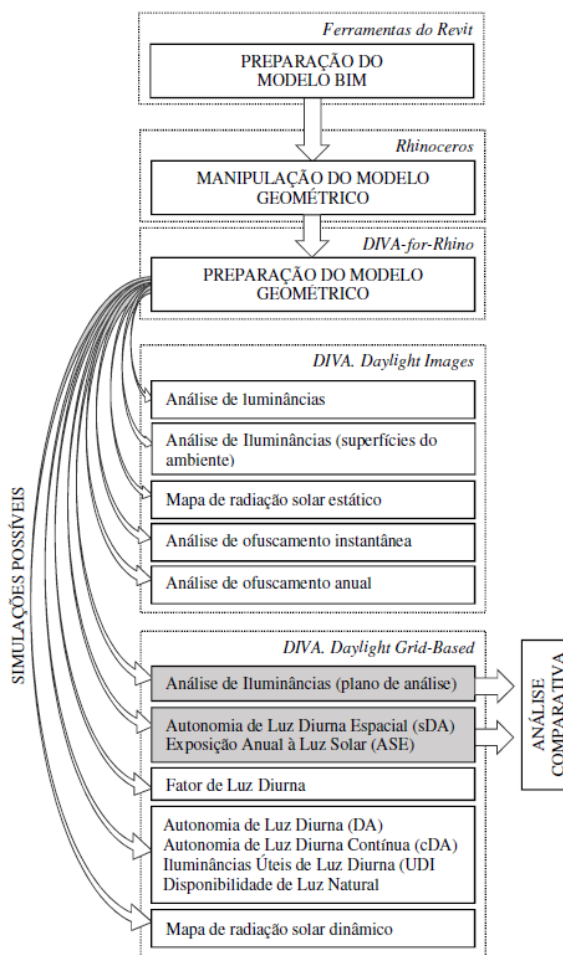 Ferramentas do Revit
PREPARAÇÃO DO
MODELO BIM
Rhinoceros
MANIPULAÇÃO DO MODELO
GEOMÉTRICO
DIVA-for-Rhino
PREPARAÇÃO DO MODELO
GEOMÉTRICO
SIMULAÇÕES POSSÍVEIS
DIVA. Daylight Images
Análise de luminâncias
Análise de Iluminâncias (superfícies do
ambiente)
Mapa de radiação solar estático
Análise de ofuscamento instantânea
Análise de ofuscamento anual
DIVA. Daylight Grid-Based
Análise de Iluminâncias (plano de análise)
Autonomia de Luz Diurna Espacial (sDA)
Exposição Anual à Luz Solar (ASE)
Fator de Luz Diurna
Autonomia de Luz Diurna (DA)
Autonomia de Luz Diurna Contínua (cDA)
Iluminâncias Úteis de Luz Diurna (UDI
Disponibilidade de Luz Natural
Mapa de radiação solar dinâmico
ANÁLISE
COMPARATIVA